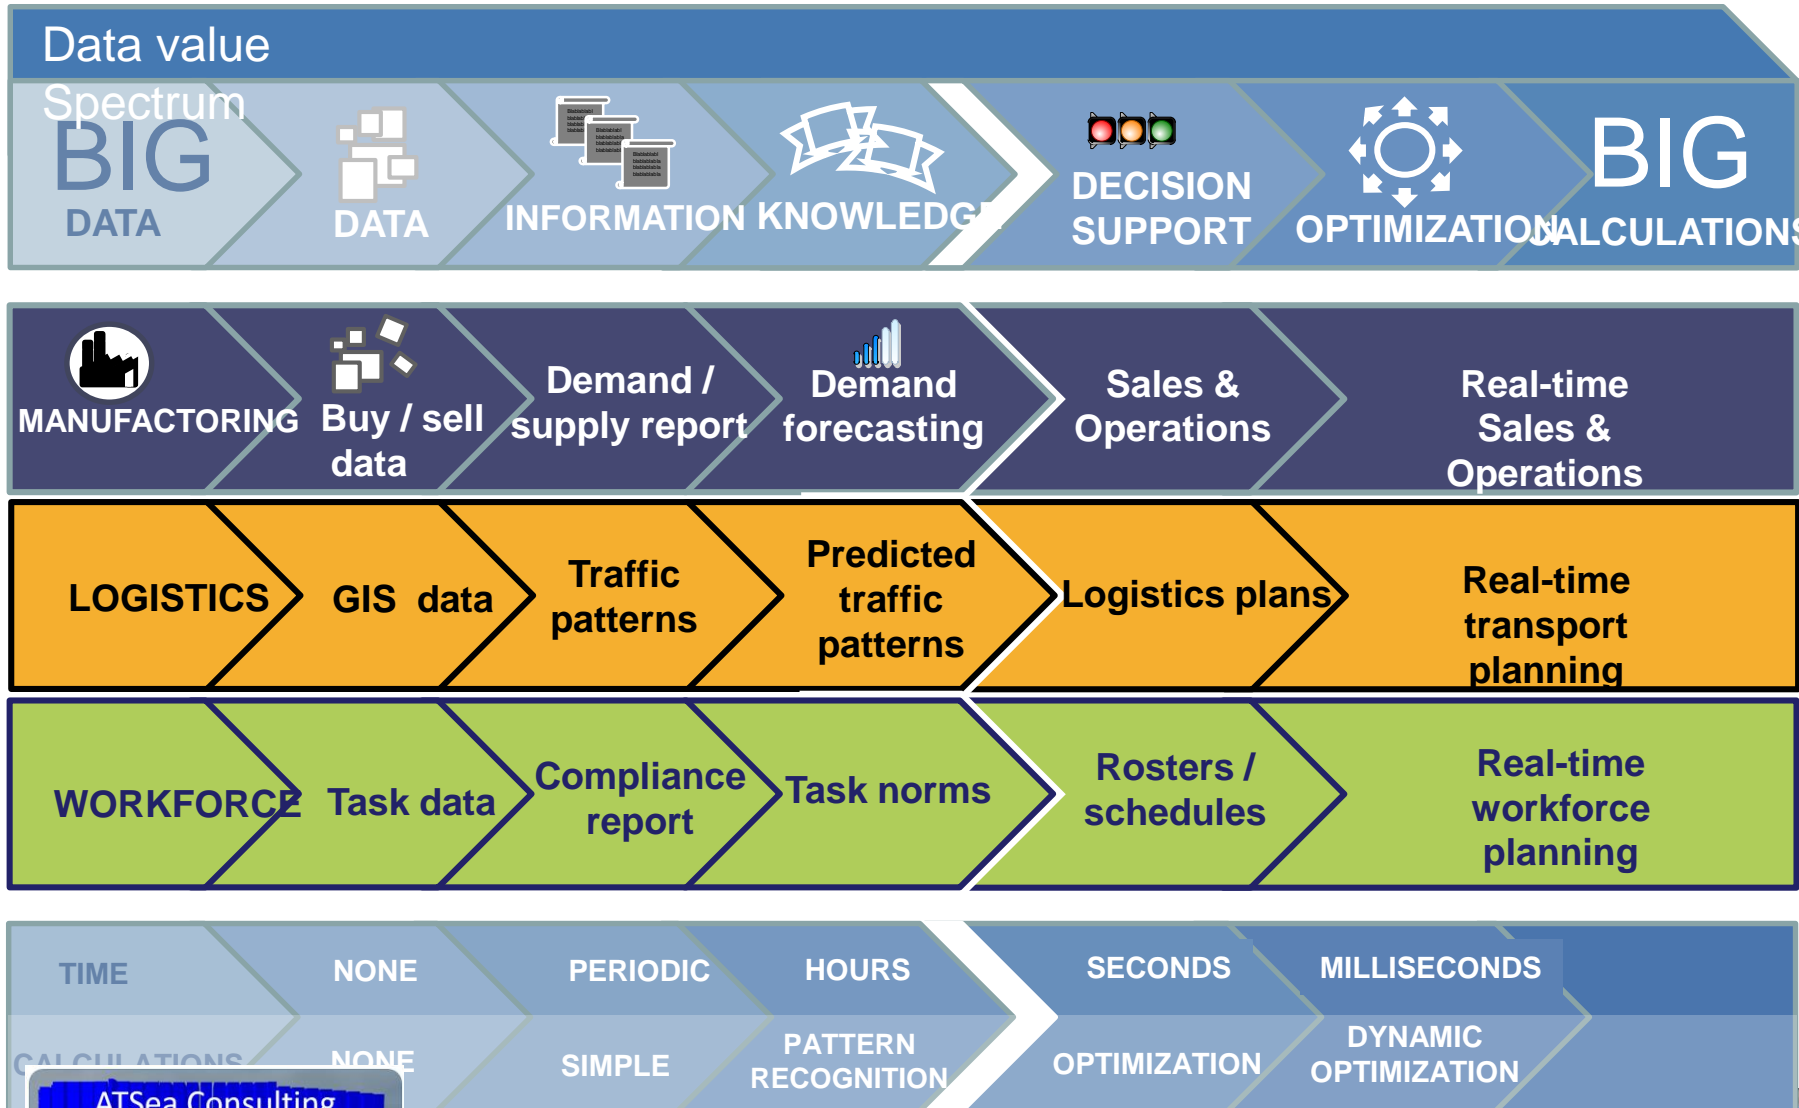 Data value
Spectrum
BIG
DATA
DATA
INFORMATION
KNOWLEDGE
DECISION
SUPPORT
OPTIMIZATION
BIG
CALCULATIONS
MANUFACTORING
Buy / sell
data
Demand /
supply report
Demand
forecasting
Sales &
Operations
Real-time
Sales &
Operations
LOGISTICS
GIS data
Traffic
patterns
Predicted
traffic
patterns
Logistics plans
Real-time
transport
planning
WORKFORCE
Task data
Compliance
report
Task norms
Rosters /
schedules
Real-time
workforce
planning
TIME
NONE
PERIODIC
HOURS
SECONDS
MILLISECONDS
CALCULATIONS
NONE
SIMPLE
PATTERN
RECOGNITION
OPTIMIZATION
DYNAMIC
OPTIMIZATION
ATSea Consulting